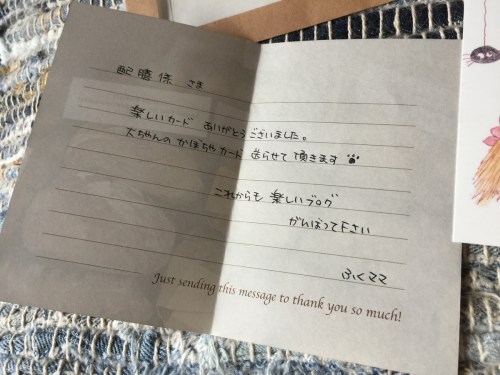 配膳係 さま
楽しいカード ありがとうございました。
大ちゃんの かぼちゃカード 送らせて 頂きます
これからも 楽しいブログ
がんばって下さい
ふくママ
Just sending this message to thank you so much!